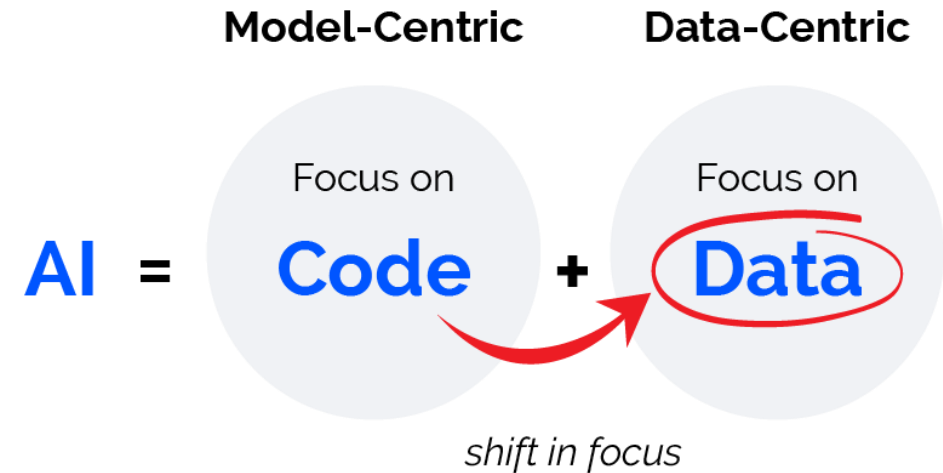 Model-Centric
Data-Centric
Focus on
Focus on
AI = Code + Data
shift in focus